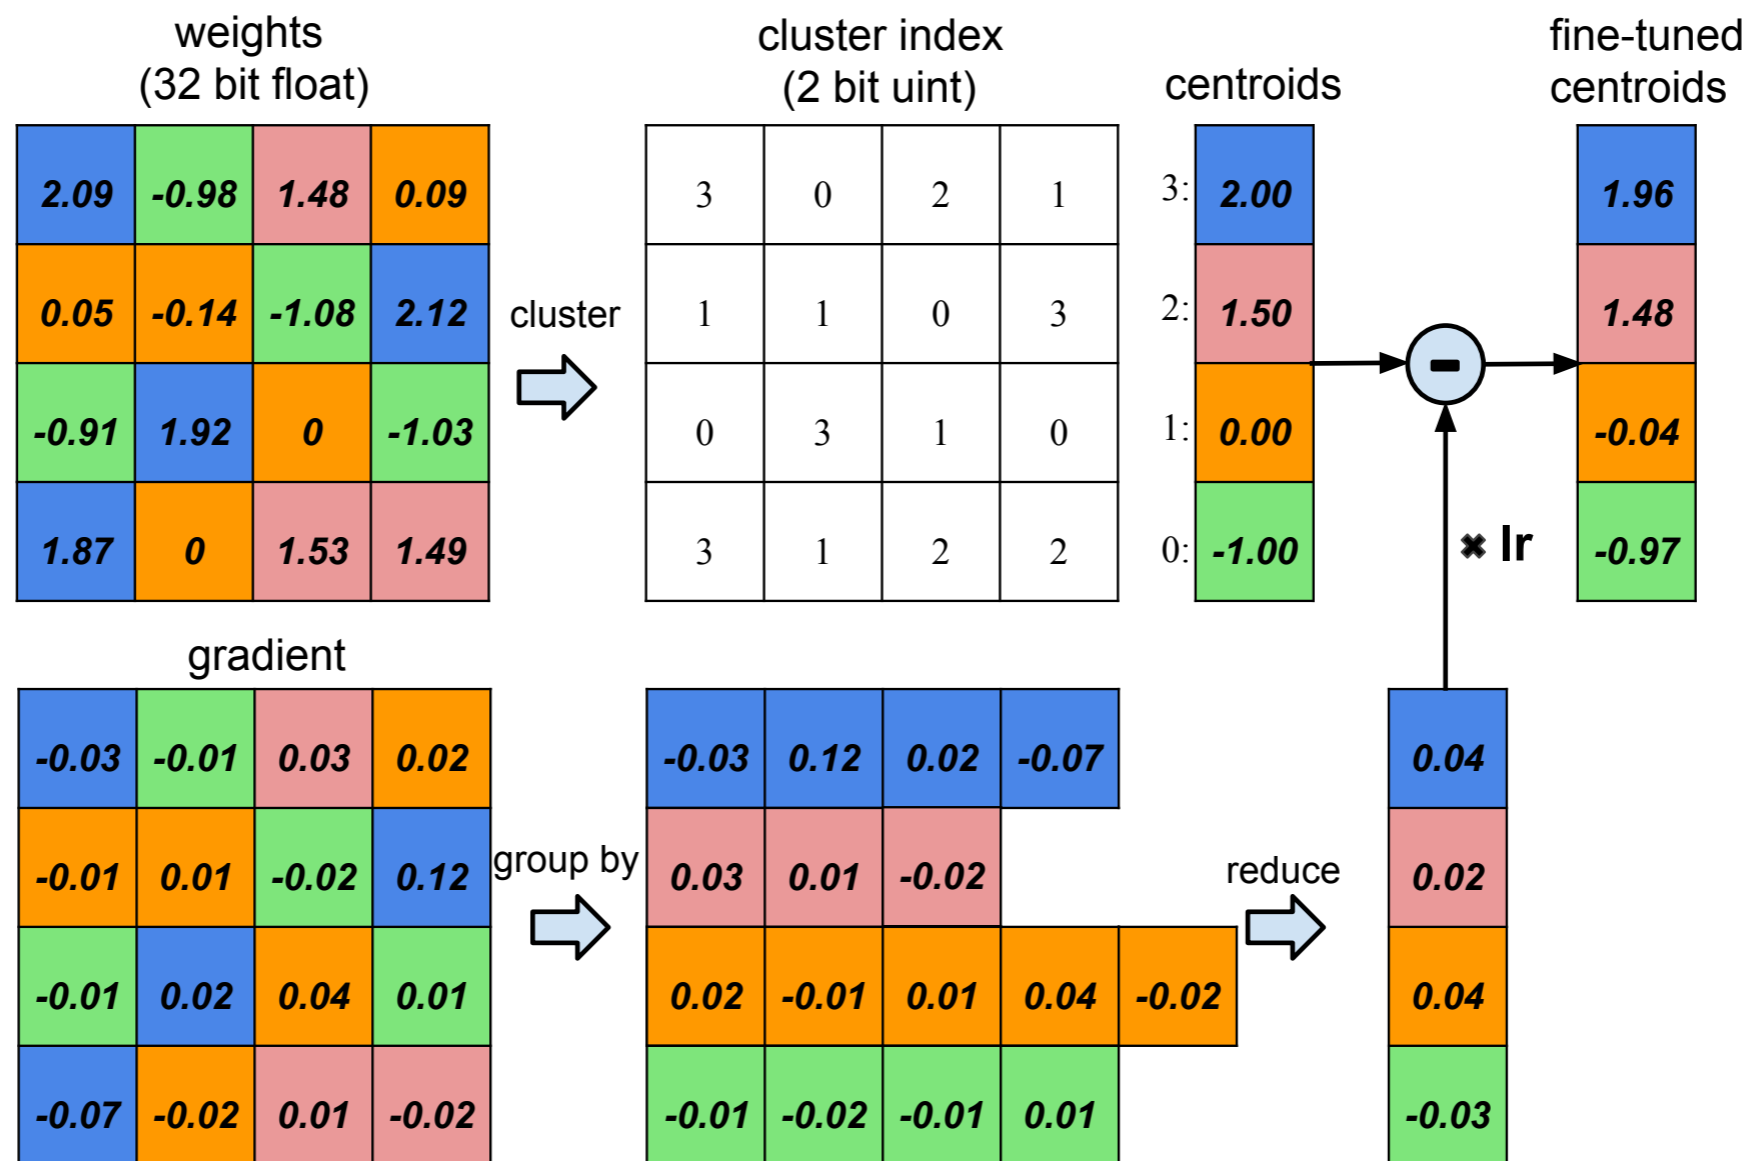 weights
(32 bit float)
cluster index
(2 bit uint)
centroids
fine-tuned
centroids
2.09 -0.98 1.48 0.09
3 0 2 1
3: 2.00
1.96
0.05 -0.14 -1.08 2.12
cluster
1 1 0 3
2: 1.50
1.48
-
-0.91 1.92 0 -1.03
0 3 1 0
1: 0.00
-0.04
1.87 0 1.53 1.49
3 1 2 2
0: -1.00
× lr
-0.97
gradient
-0.03 -0.01 0.03 0.02
-0.03 0.12 0.02 -0.07
0.04
-0.01 0.01 -0.02 0.12
group by
0.03 0.01 -0.02
reduce
0.02
-0.01 0.02 0.04 0.01
0.02 -0.01 0.01 0.04 -0.02
0.04
-0.07 -0.02 0.01 -0.02
-0.01 -0.02 -0.01 0.01
-0.03